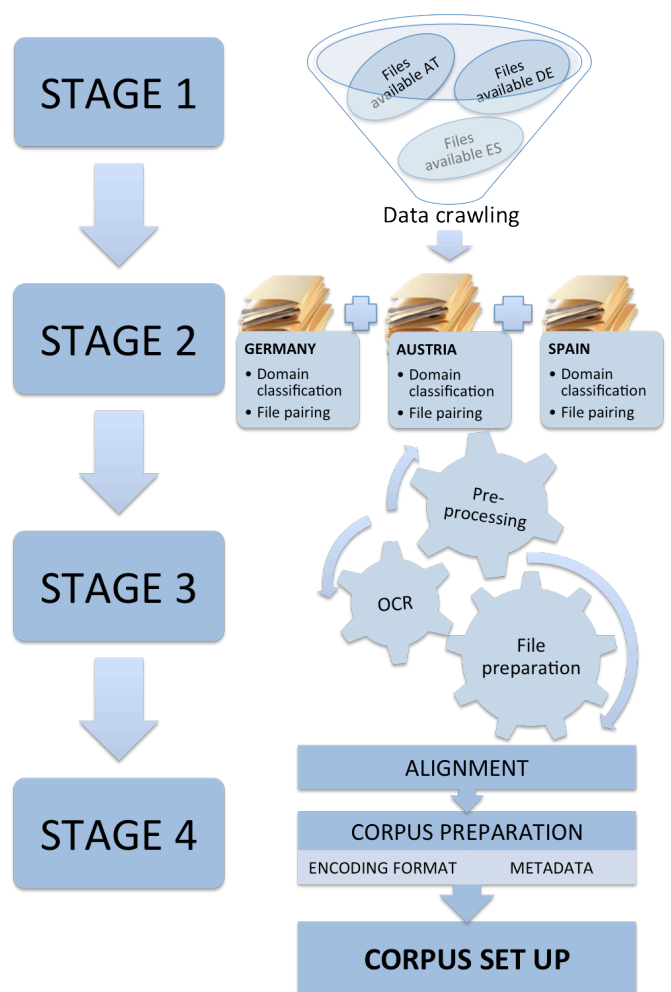 STAGE 1
Files
available AT
Files
available DE
Files
available ES
Data crawling
STAGE 2
GERMANY
• Domain
classification
• File pairing
AUSTRIA
• Domain
classification
• File pairing
SPAIN
• Domain
classification
• File pairing
STAGE 3
Pre-
processing
OCR
File
preparation
STAGE 4
ALIGNMENT
CORPUS PREPARATION
ENCODING FORMAT
METADATA
CORPUS SET UP